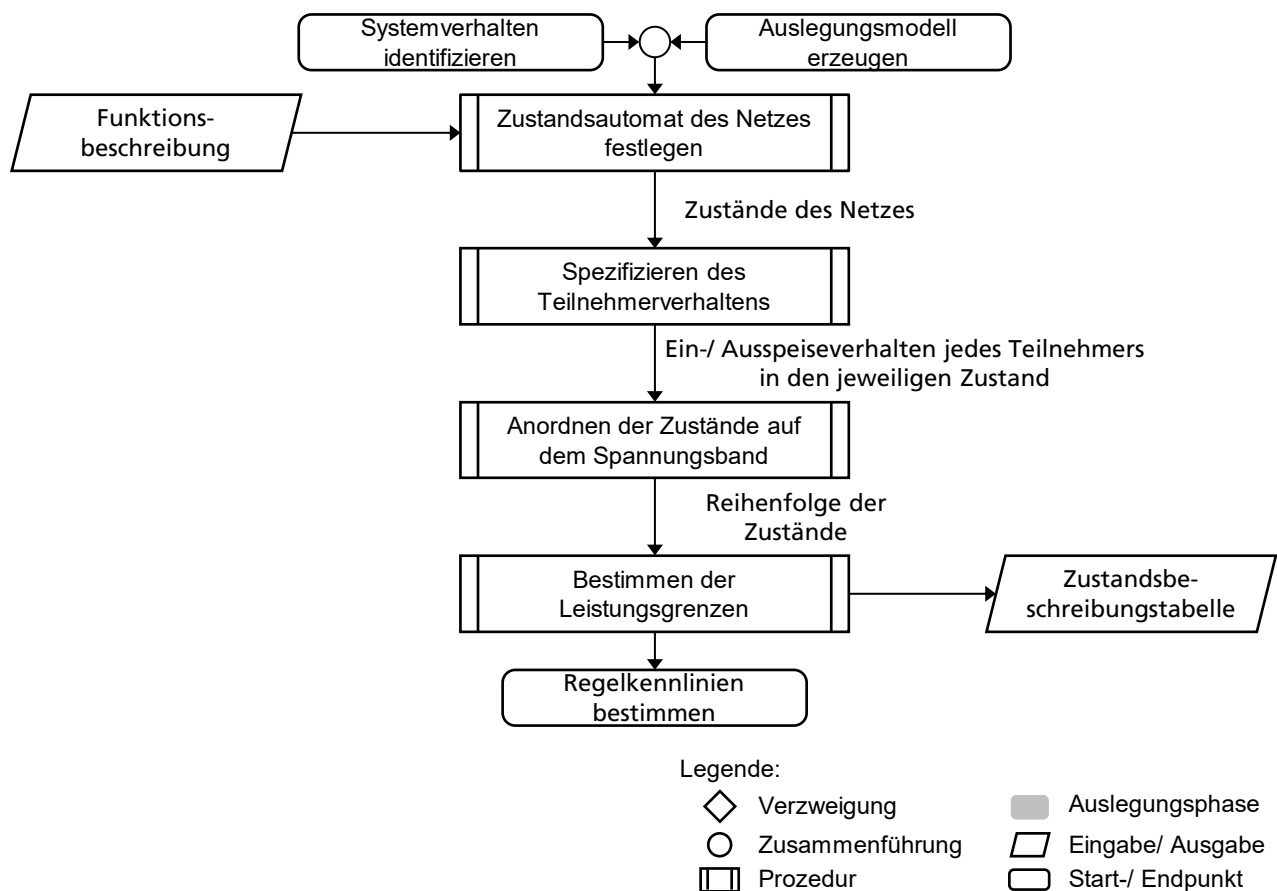 Systemverhalten
identifizieren
Auslegungsmodell
erzeugen
Funktions-
beschreibung
Zustandsautomat des Netzes
festlegen
Zustände des Netzes
Spezifizieren des
Teilnehmerverhaltens
Ein-/ Ausspeiseverhalten jedes Teilnehmers
in den jeweiligen Zustand
Anordnen der Zustände auf
dem Spannungsband
Reihenfolge der
Zustände
Bestimmen der
Leistungsgrenzen
Zustandsbe-
schreibungstabelle
Regelkennlinien
bestimmen
Legende:
Verzweigung
Auslegungsphase
Zusammenführung
Eingabe/ Ausgabe
Prozedur
Start-/ Endpunkt